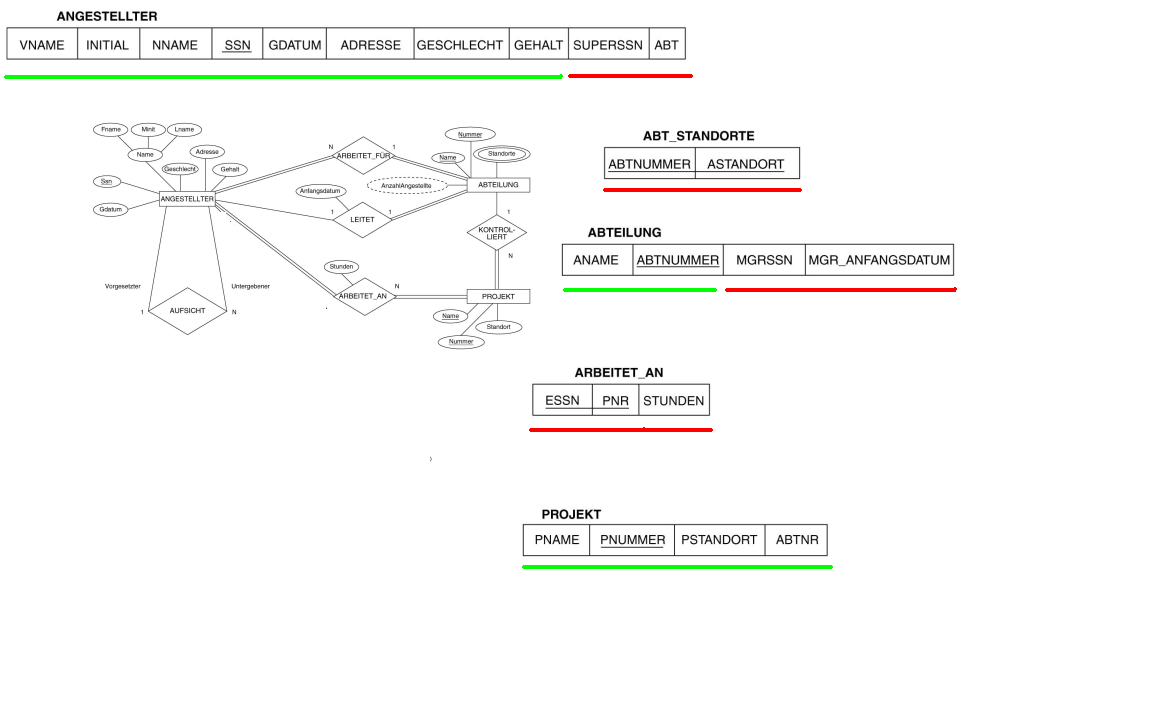 ANGESTELLTER
VNAME INITIAL NNAME SSN GDATUM ADRESSE GESCHLECHT GEHALT SUPERSSN ABT
Fname Minit Lname
Name
Geschlecht
Adresse
Gehalt
Ssn
Gdatum
ANGESTELLTER
N
ARBEITET_FÜR
1
Nummer
Name
Standorte
AnzahlAngestellte
ABTEILUNG
Anfangsdatum
1
LEITET
1
1
KONTROL-
LIERT
N
Stunden
ARBEITET_AN
N
PROJEKT
Name
Standort
Nummer
Vorgesetzter
Untergebener
1
AUFSICHT
N
ABT_STANDORTE
ABTNUMMER ASTANDORT
ABTEILUNG
ANAME ABTNUMMER MGRSSN MGR_ANFANGSDATUM
ARBEITET_AN
ESSN PNR STUNDEN
)
PROJEKT
PNAME PNUMMER PSTANDORT ABTNR